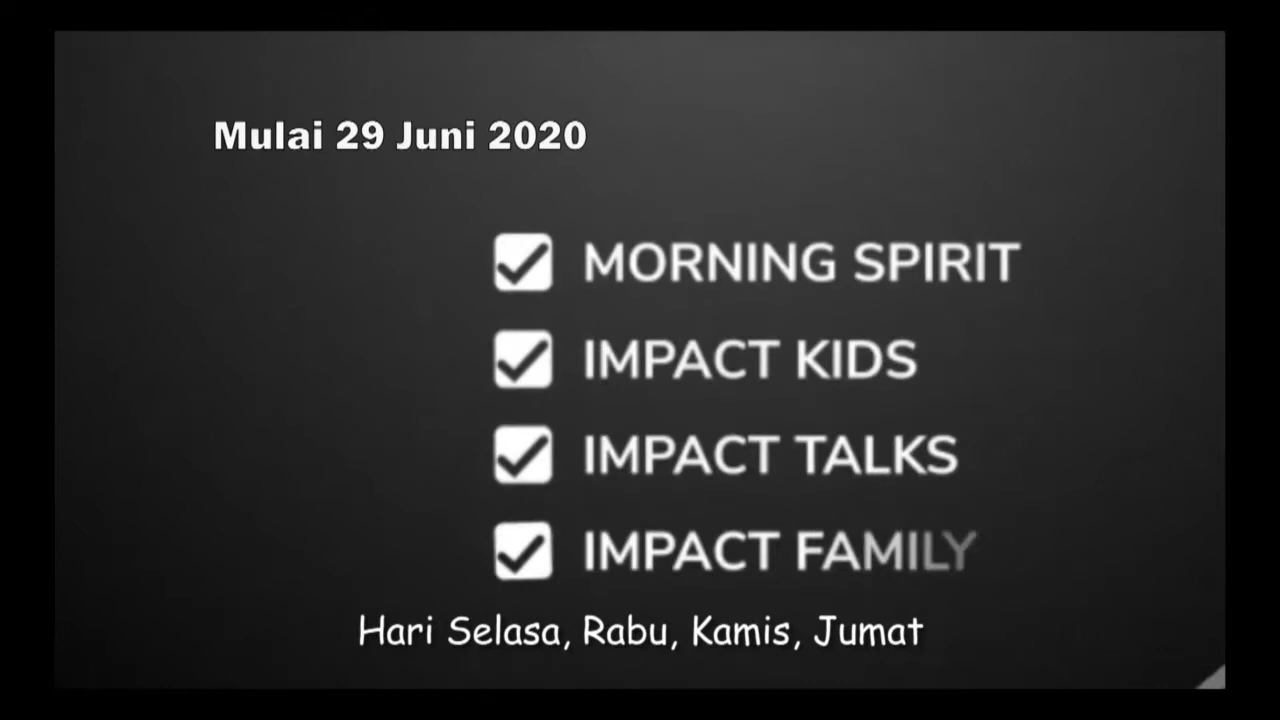 Mulai 29 Juni 2020
MORNING SPIRIT
IMPACT KIDS
IMPACT TALKS
IMPACT FAMILY
Hari Selasa, Rabu, Kamis, Jumat